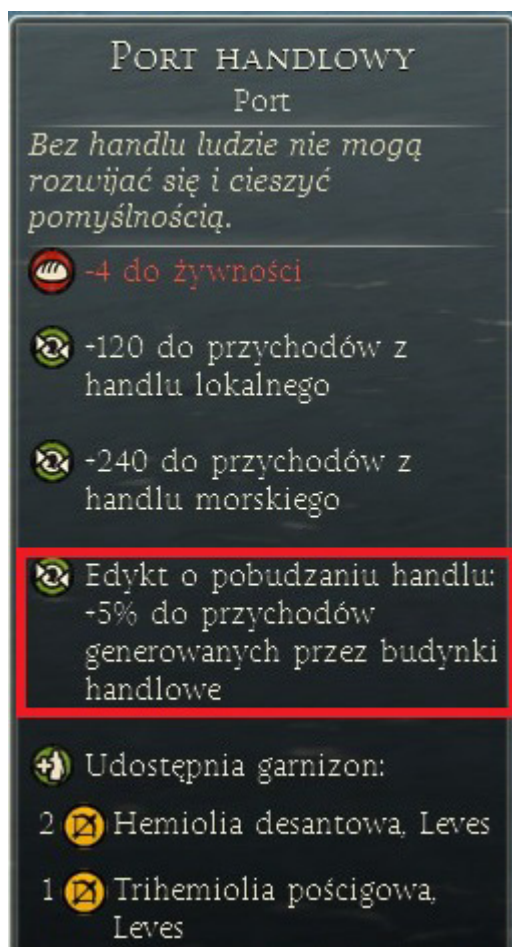 PORT HANDLOWY
Port
Bez handlu ludzie nie mogą
rozwijać się i cieszyć
pomyślnością.
-4 do żywności
+120 do przychodów z
handlu lokalnego
+240 do przychodów z
handlu morskiego
Edykt o pobudzaniu handlu:
+5% do przychodów
generowanych przez budynki
handlowe
Udostępnia garnizon:
2 Hemiolia desantowa, Leves
1 Trihemiolia pościgowa,
Leves